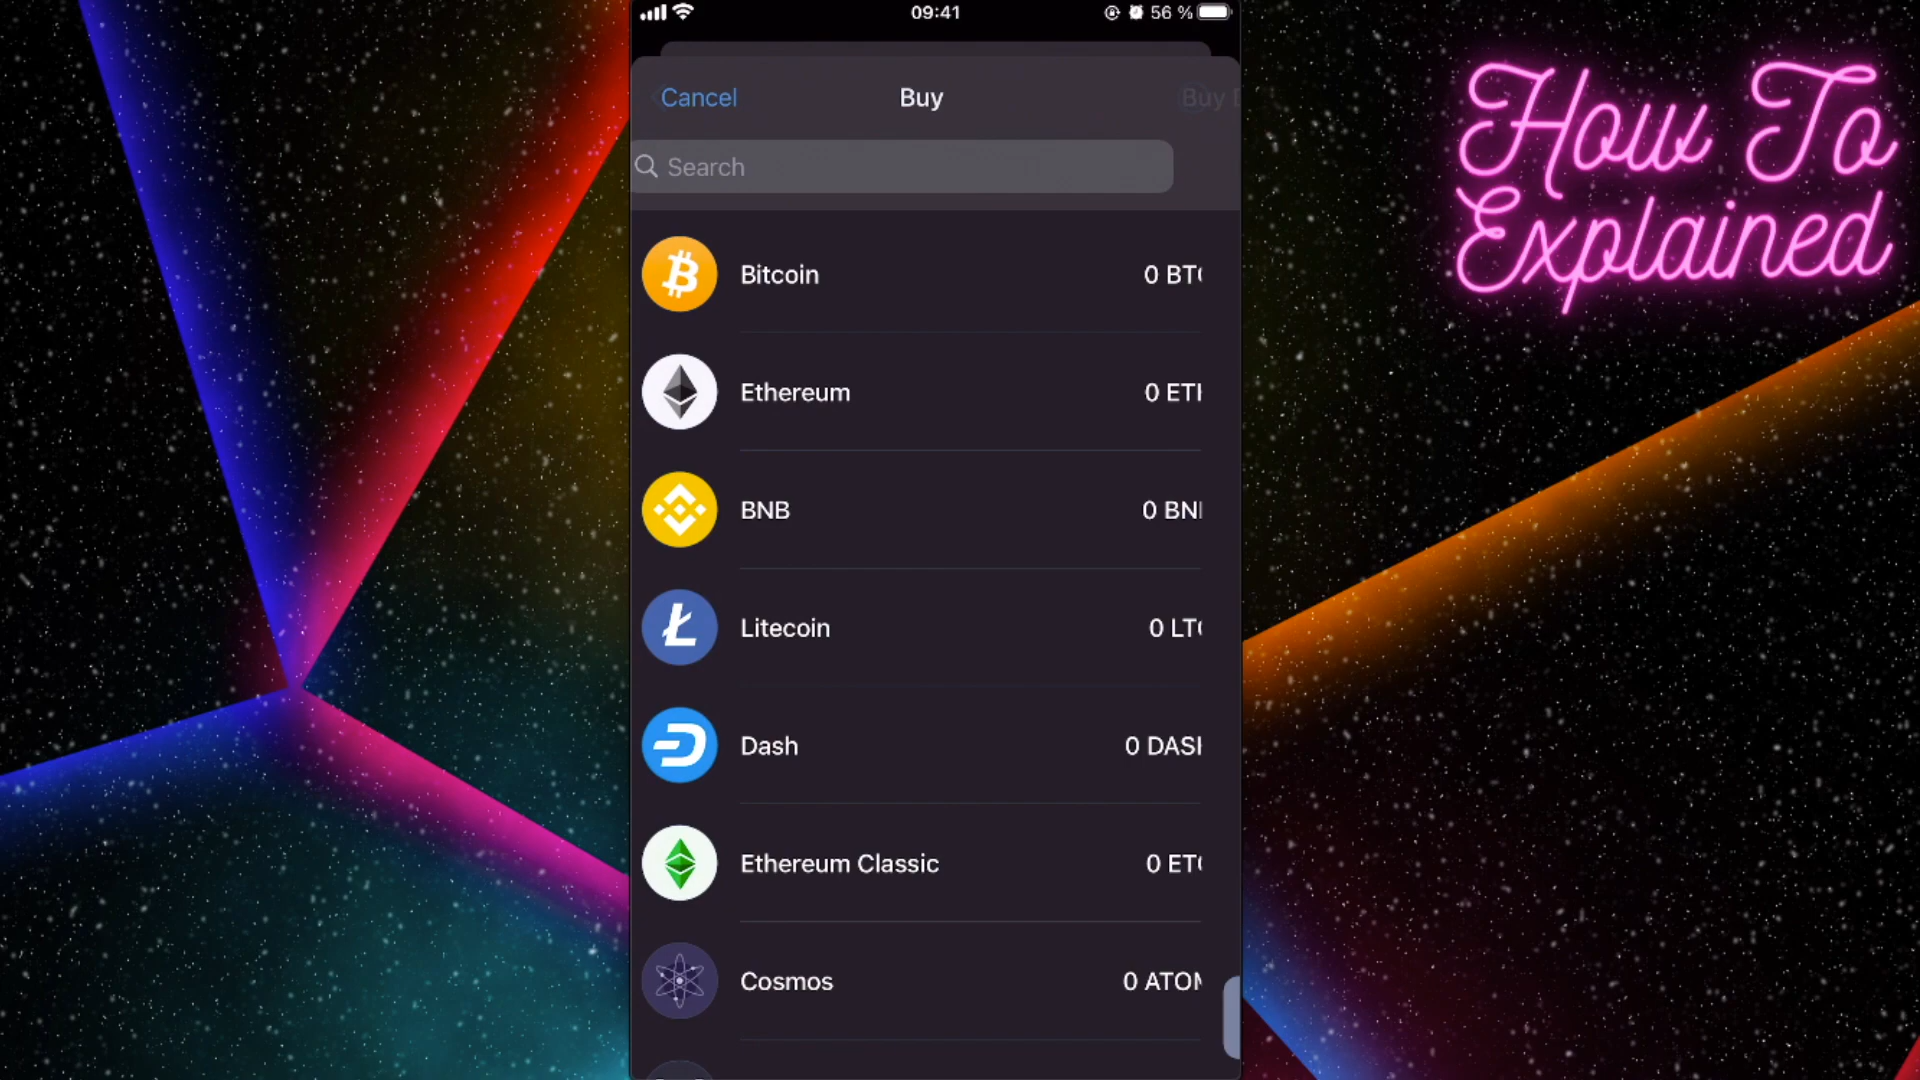 09:41
56 %
Cancel
Buy
Buy
Search
Bitcoin
0 BTC
Ethereum
0 ETH
BNB
0 BNB
Litecoin
0 LTC
Dash
0 DASH
Ethereum Classic
0 ETC
Cosmos
0 ATOM
How To
Explained